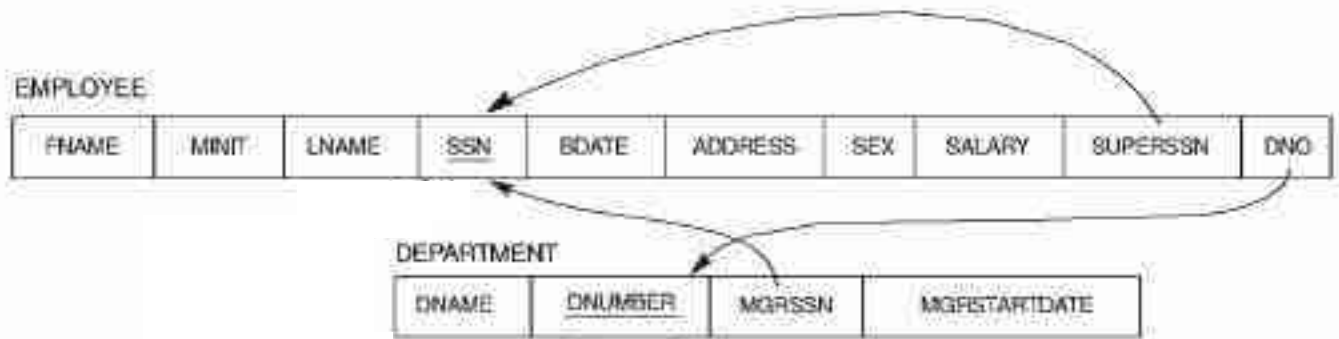 EMPLOYEE
FNAME MINIT LNAME SSN BDATE ADDRESS SEX SALARY SUPERSSN DNO
DEPARTMENT
DNAME DNUMBER MGRSSN MGRSTARTDATE